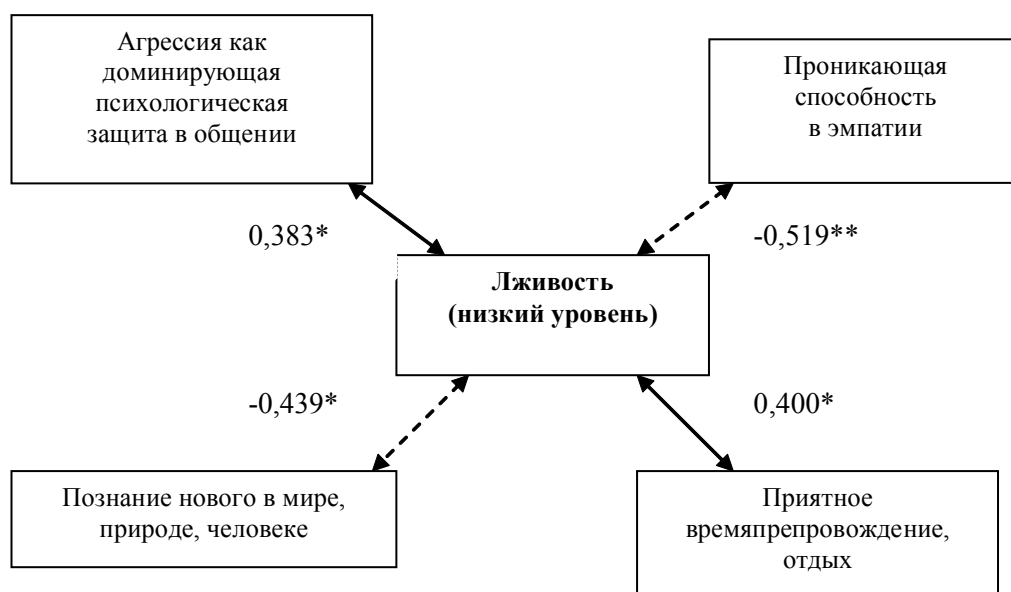 Агрессия как
доминирующая
психологическая
защита в общении
Проникающая
способность
в эмпатии
0,383*
-0,519**
Лживость
(низкий уровень)
-0,439*
0,400*
Познание нового в мире,
природе, человеке
Приятное
времяпрепровождение,
отдых